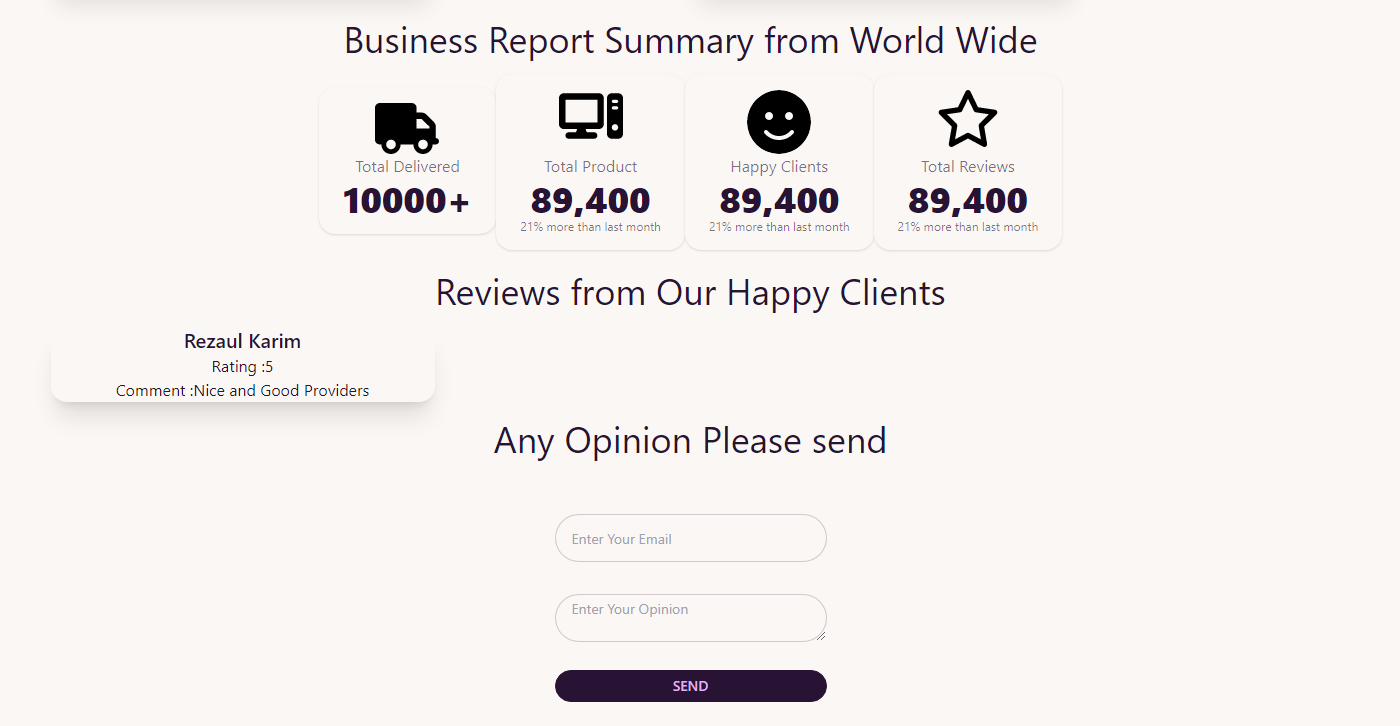 Business Report Summary from World Wide
Total Delivered
10000+
Total Product
89,400
21% more than last month
Happy Clients
89,400
21% more than last month
Total Reviews
89,400
21% more than last month
Reviews from Our Happy Clients
Rezaul Karim
Rating :5
Comment :Nice and Good Providers
Any Opinion Please send
Enter Your Email
Enter Your Opinion
SEND